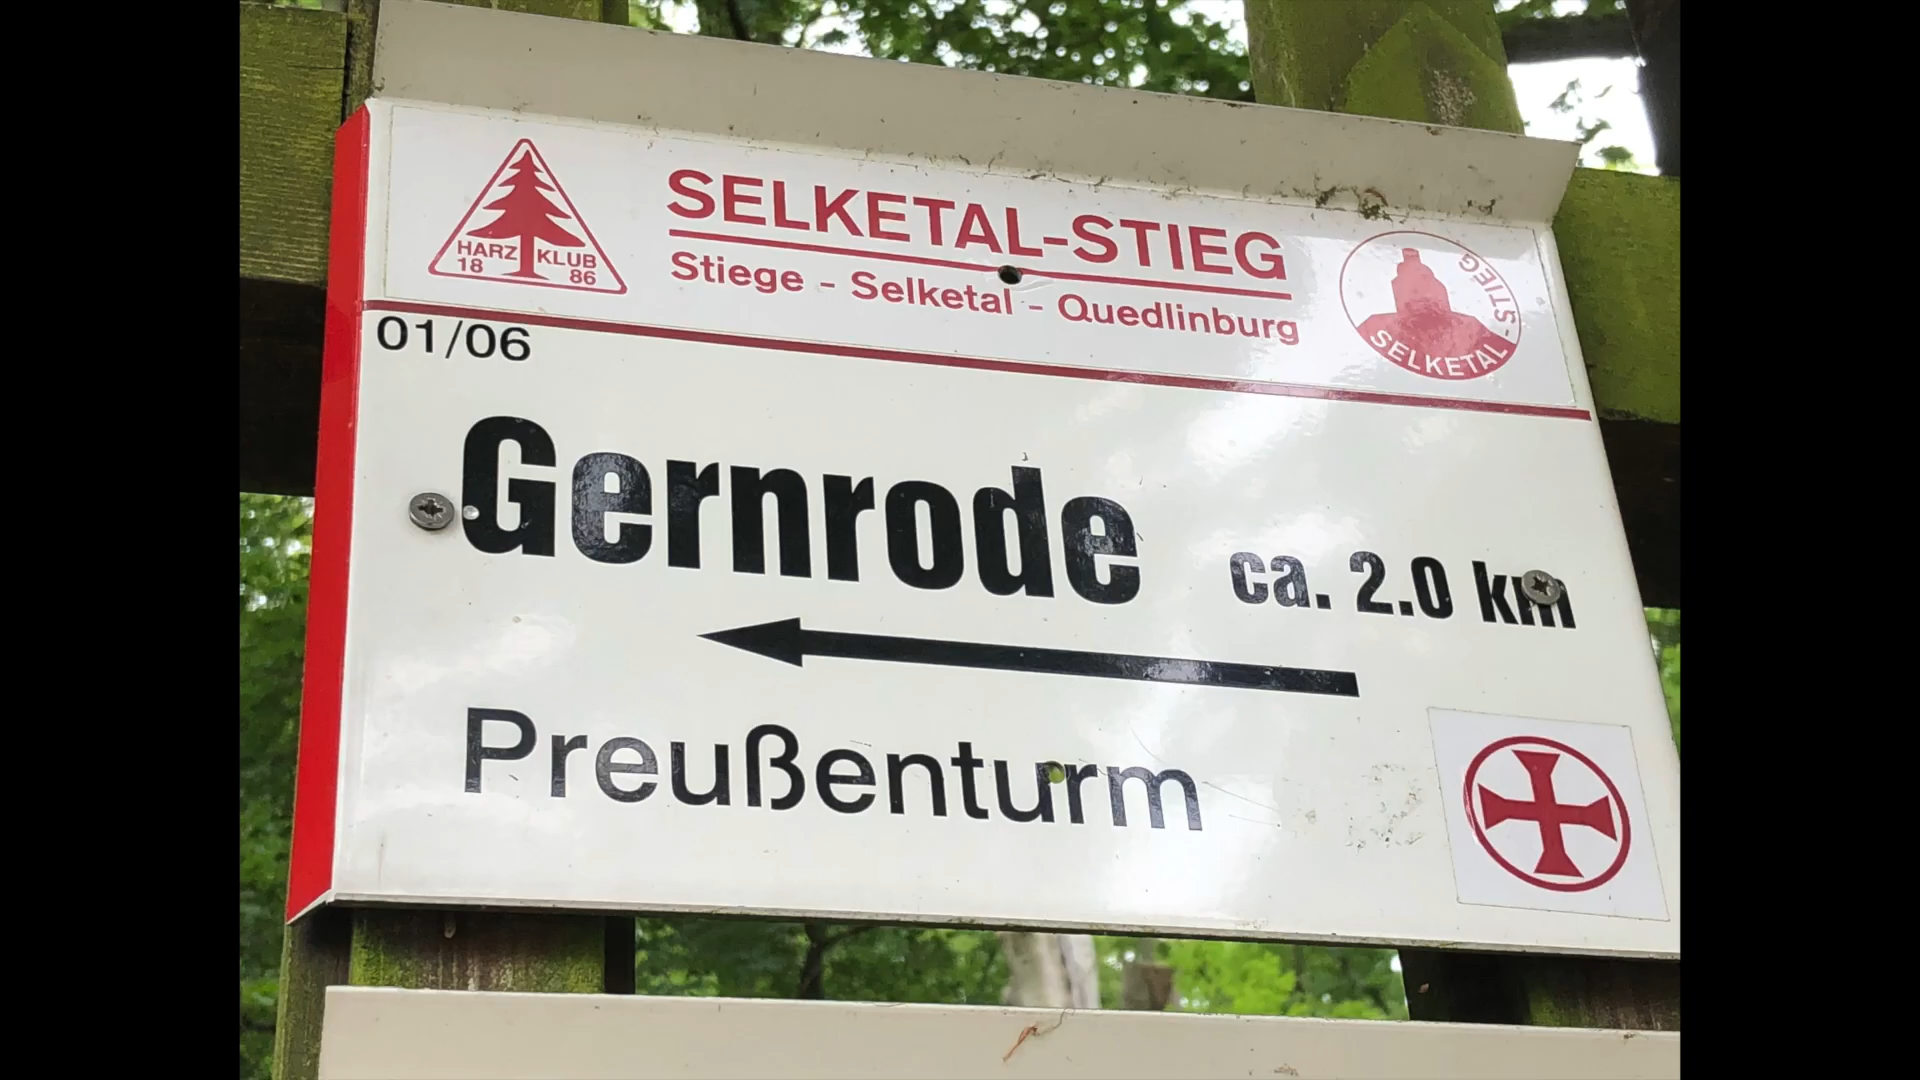 HARZ KLUB
18 86
SELKETAL-STIEG
Stiege - Selketal - Quedlinburg
SELKETAL-STIEG
01/06
Gernrode ca. 2.0 km
Preußenturm